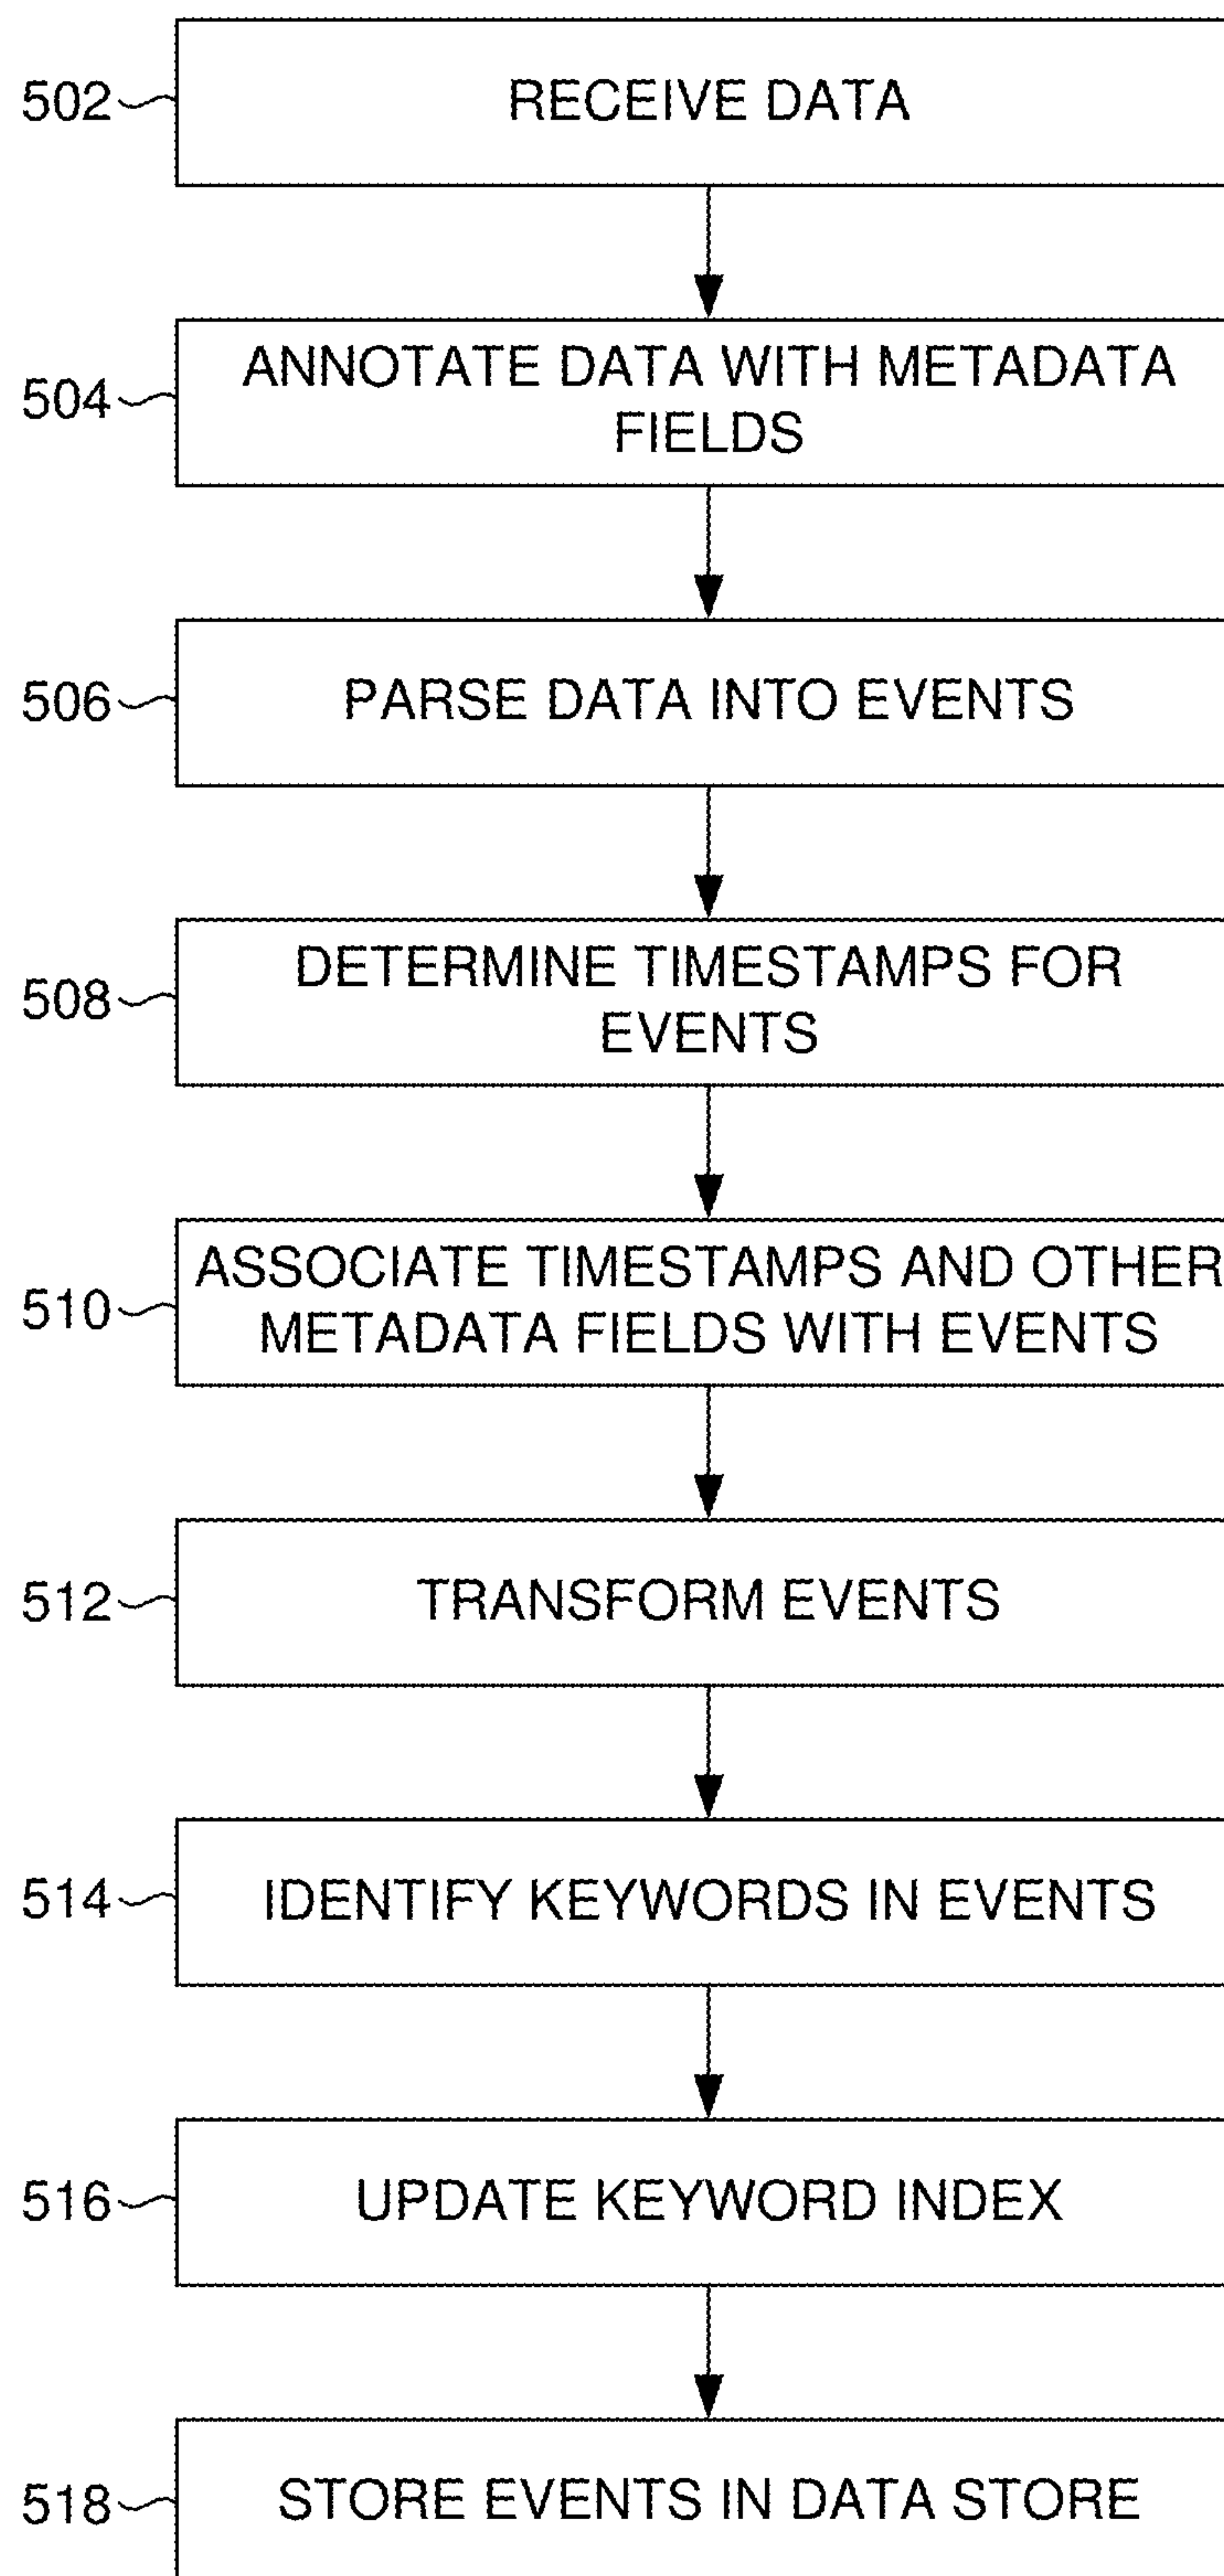 502
RECEIVE DATA
504
ANNOTATE DATA WITH METADATA
FIELDS
506
PARSE DATA INTO EVENTS
508
DETERMINE TIMESTAMPS FOR
EVENTS
510
ASSOCIATE TIMESTAMPS AND OTHER
METADATA FIELDS WITH EVENTS
512
TRANSFORM EVENTS
514
IDENTIFY KEYWORDS IN EVENTS
516
UPDATE KEYWORD INDEX
518
STORE EVENTS IN DATA STORE